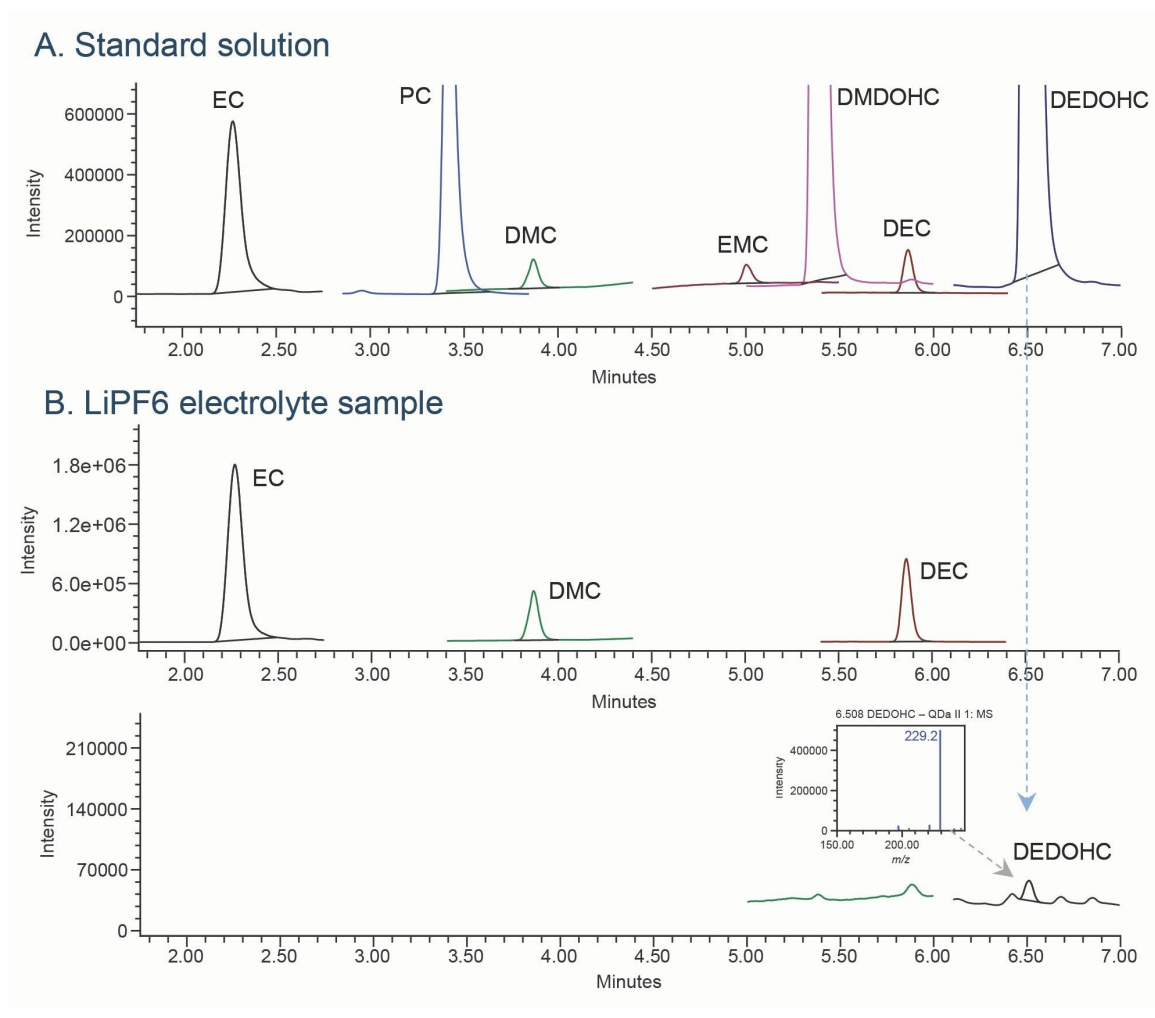 A. Standard solution
EC
PC
DMC
EMC
DMDOHC
DEC
DEDOHC
Intensity
600000
400000
200000
0
2.00 2.50 3.00 3.50 4.00 4.50 5.00 5.50 6.00 6.50 7.00
Minutes
B. LiPF6 electrolyte sample
EC
DMC
DEC
Intensity
1.8e+06
1.2e+06
6.0e+05
0.0e+00
2.00 2.50 3.00 3.50 4.00 4.50 5.00 5.50 6.00 6.50 7.00
Minutes
6.508 DEDOHC – QDa II 1: MS
229.2
Intensity
400000
200000
0
150.00 200.00
m/z
DEDOHC
Intensity
210000
140000
70000
0
2.00 2.50 3.00 3.50 4.00 4.50 5.00 5.50 6.00 6.50 7.00
Minutes